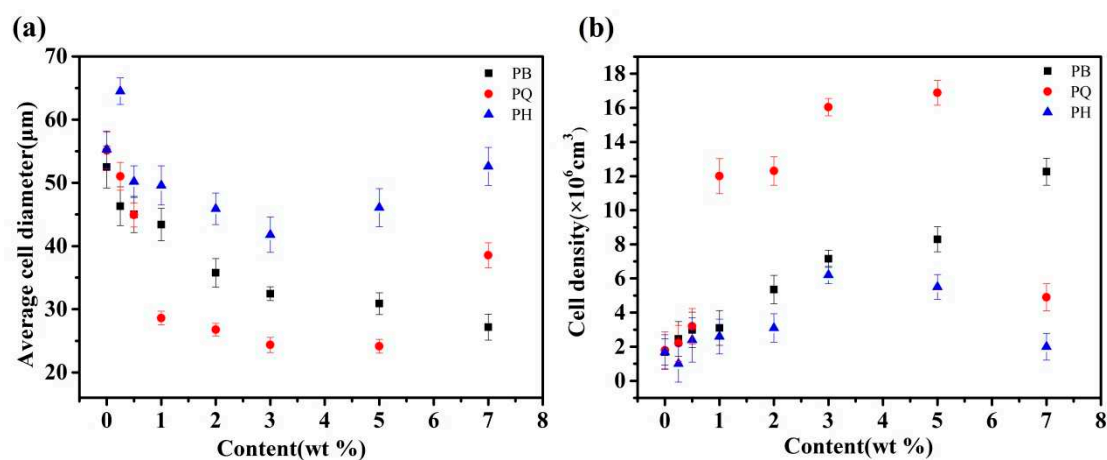 (a)
70
60
50
40
30
20
Average cell diameter(μm)
0 1 2 3 4 5 6 7 8
Content(wt %)
PB
PQ
PH
(b)
18
16
14
12
10
8
6
4
2
0
Cell density(×10⁶cm³)
0 1 2 3 4 5 6 7 8
Content(wt %)
PB
PQ
PH